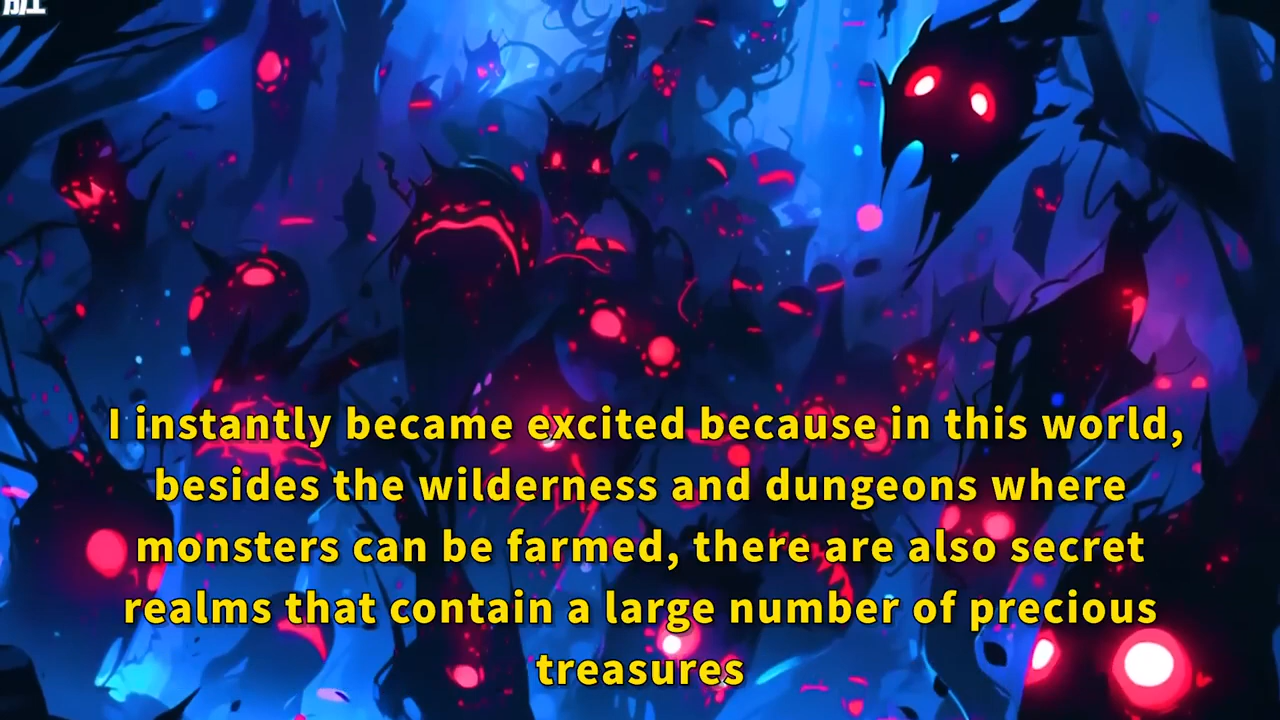 I instantly became excited because in this world,
besides the wilderness and dungeons where
monsters can be farmed, there are also secret
realms that contain a large number of precious
treasures